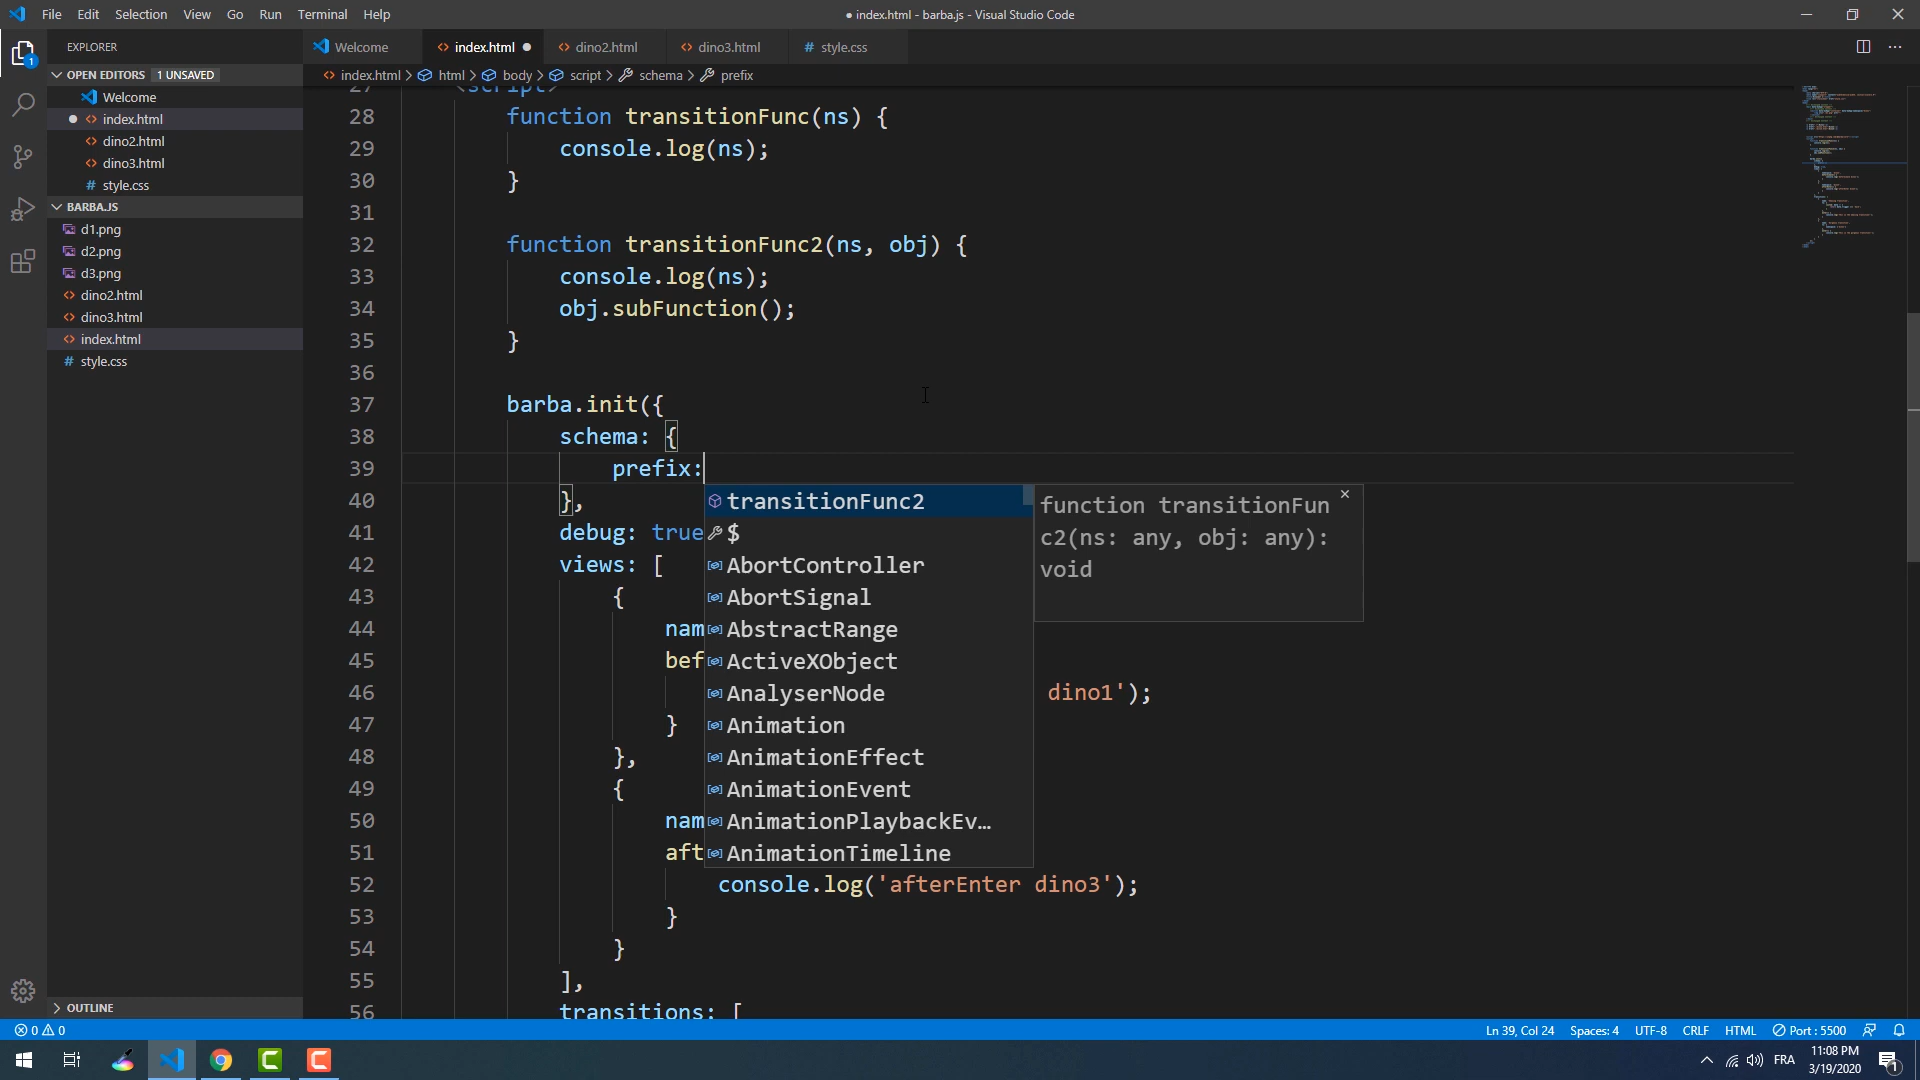 File Edit Selection View Go Run Terminal Help
● index.html - barba.js - Visual Studio Code
EXPLORER
OPEN EDITORS 1 UNSAVED
Welcome
index.html
dino2.html
dino3.html
style.css
BARBA.JS
d1.png
d2.png
d3.png
dino2.html
dino3.html
index.html
style.css
OUTLINE
Welcome index.html dino2.html dino3.html style.css
index.html html body script schema prefix
27 <script>
28 function transitionFunc(ns) {
29 console.log(ns);
30 }
31
32 function transitionFunc2(ns, obj) {
33 console.log(ns);
34 obj.subFunction();
35 }
36
37 barba.init({
38 schema: {
39 prefix:
40 },
41 debug: true
42 views: [
43 {
44 nam
45 bef
46 dino1');
47 }
48 },
49 {
50 nam
51 aft
52 console.log('afterEnter dino3');
53 }
54 }
55 ],
56 transitions: [
transitionFunc2
$
AbortController
AbortSignal
AbstractRange
ActiveXObject
AnalyserNode
Animation
AnimationEffect
AnimationEvent
AnimationPlaybackEv…
AnimationTimeline
function transitionFun
c2(ns: any, obj: any):
void
0 0
Ln 39, Col 24 Spaces: 4 UTF-8 CRLF HTML Port : 5500
FRA
11:08 PM
3/19/2020